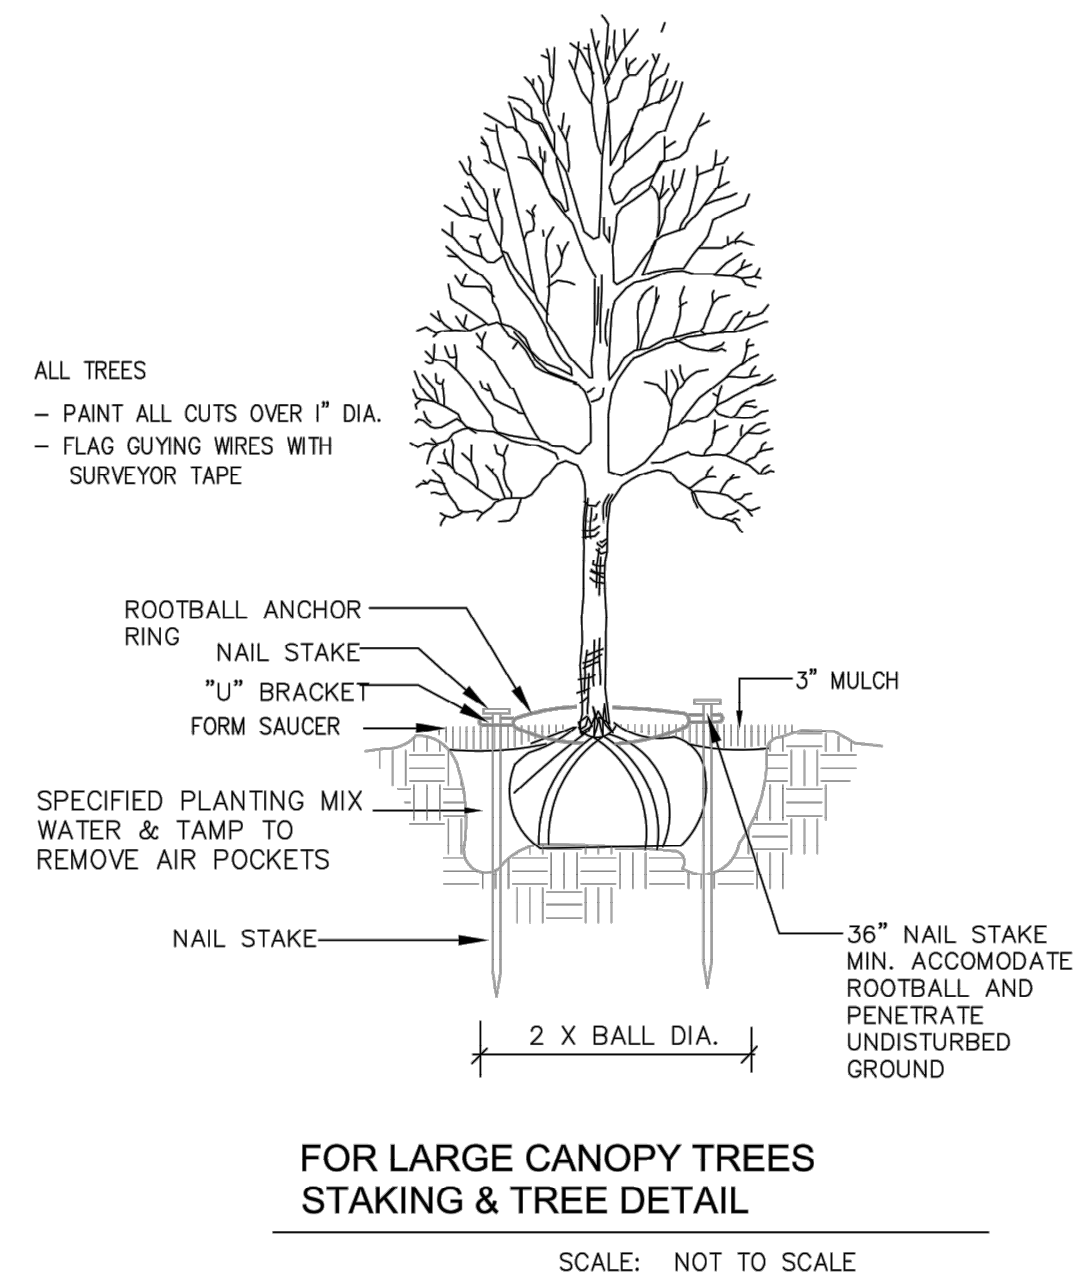 ALL TREES
– PAINT ALL CUTS OVER 1" DIA.
– FLAG GUYING WIRES WITH
SURVEYOR TAPE
ROOTBALL ANCHOR
RING
NAIL STAKE
"U" BRACKET
FORM SAUCER
3" MULCH
SPECIFIED PLANTING MIX
WATER & TAMP TO
REMOVE AIR POCKETS
NAIL STAKE
36" NAIL STAKE
MIN. ACCOMODATE
ROOTBALL AND
PENETRATE
UNDISTURBED
GROUND
2 X BALL DIA.
FOR LARGE CANOPY TREES
STAKING & TREE DETAIL
SCALE: NOT TO SCALE